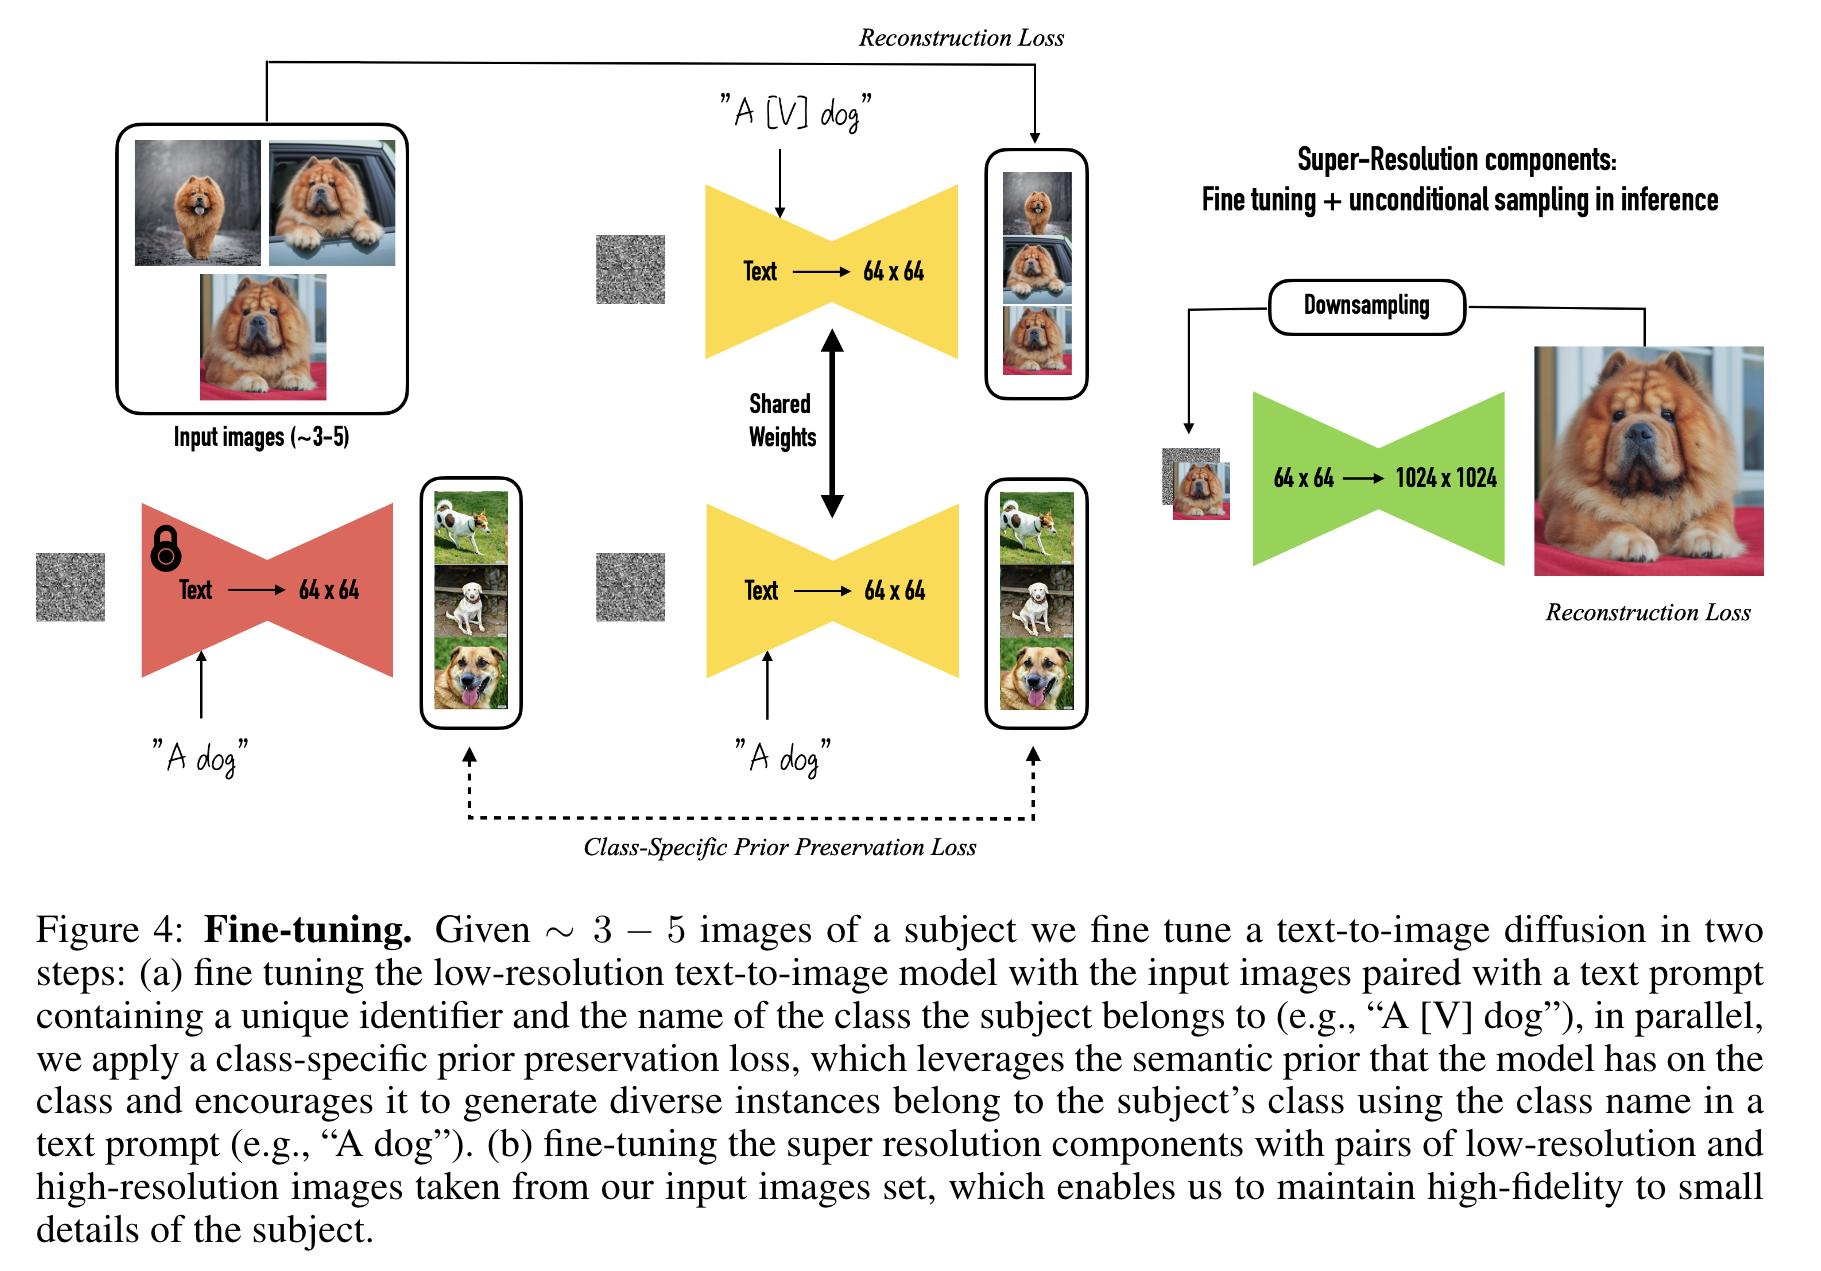 Reconstruction Loss
"A [V] dog"
Super-Resolution components:
Fine tuning + unconditional sampling in inference
Text → 64 x 64
Downsampling
Shared
Weights
Input images (~3-5)
64 x 64 → 1024 x 1024
Text → 64 x 64
Text → 64 x 64
Reconstruction Loss
"A dog"
"A dog"
Class-Specific Prior Preservation Loss
Figure 4: Fine-tuning. Given ∼ 3 − 5 images of a subject we fine tune a text-to-image diffusion in two
steps: (a) fine tuning the low-resolution text-to-image model with the input images paired with a text prompt
containing a unique identifier and the name of the class the subject belongs to (e.g., “A [V] dog”), in parallel,
we apply a class-specific prior preservation loss, which leverages the semantic prior that the model has on the
class and encourages it to generate diverse instances belong to the subject’s class using the class name in a
text prompt (e.g., “A dog”). (b) fine-tuning the super resolution components with pairs of low-resolution and
high-resolution images taken from our input images set, which enables us to maintain high-fidelity to small
details of the subject.